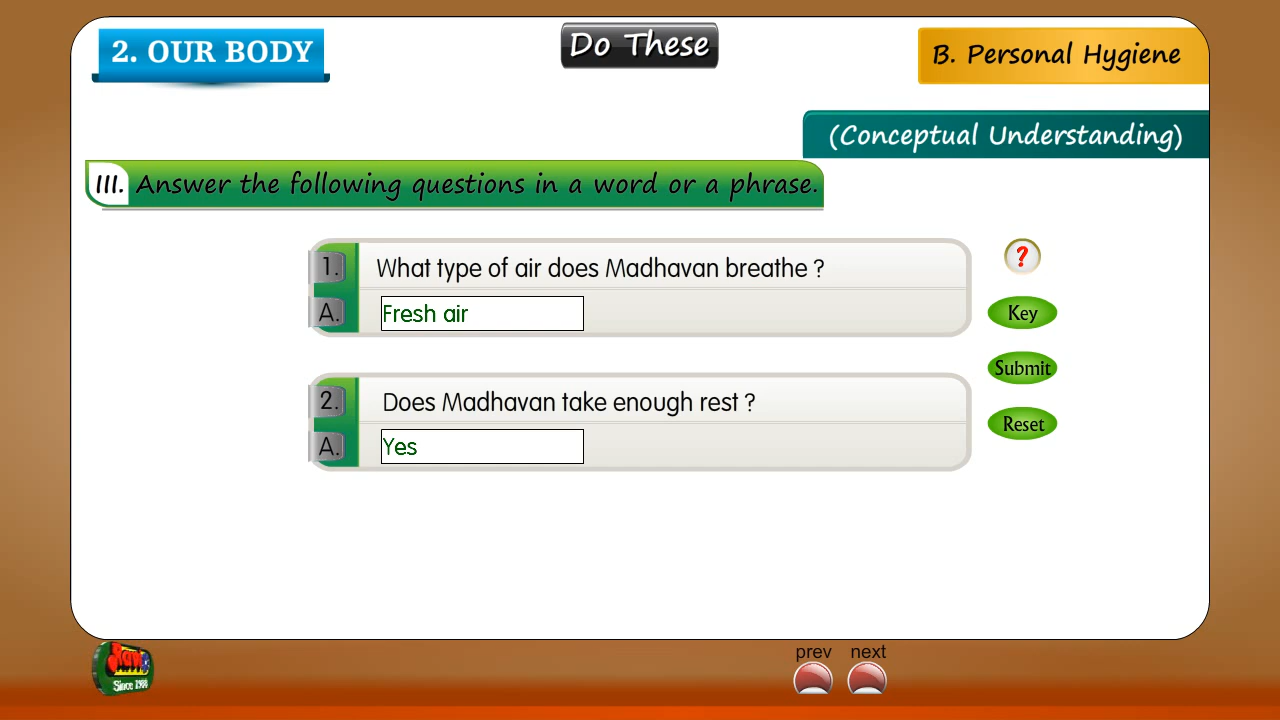 2. OUR BODY
Do These
B. Personal Hygiene
(Conceptual Understanding)
III. Answer the following questions in a word or a phrase.
1. What type of air does Madhavan breathe ?
A. Fresh air
2. Does Madhavan take enough rest ?
A. Yes
?
Key
Submit
Reset
prev next
Since 1988